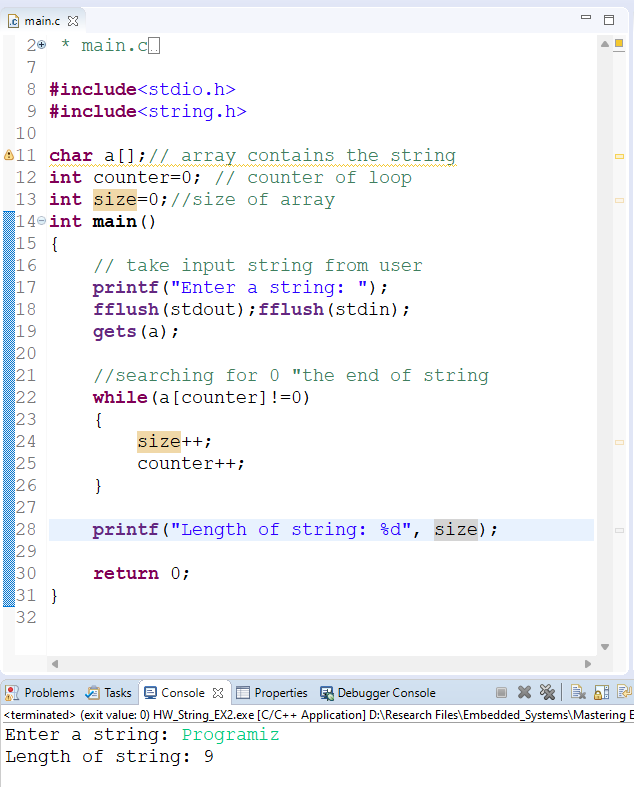 main.c
2 * main.c
7
8 #include<stdio.h>
9 #include<string.h>
10
11 char a[];// array contains the string
12 int counter=0; // counter of loop
13 int size=0;//size of array
14 int main()
15 {
16     // take input string from user
17     printf("Enter a string: ");
18     fflush(stdout);fflush(stdin);
19     gets(a);
20
21     //searching for 0 "the end of string
22     while(a[counter]!=0)
23     {
24         size++;
25         counter++;
26     }
27
28     printf("Length of string: %d", size);
29
30     return 0;
31 }
32
Problems Tasks Console Properties Debugger Console
<terminated> (exit value: 0) HW_String_EX2.exe [C/C++ Application] D:\Research Files\Embedded_Systems\Mastering E
Enter a string: Programiz
Length of string: 9